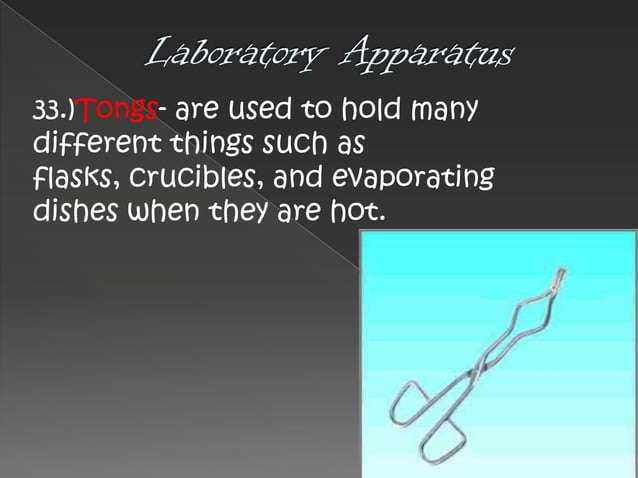 Laboratory Apparatus
33.)Tongs- are used to hold many
different things such as
flasks, crucibles, and evaporating
dishes when they are hot.